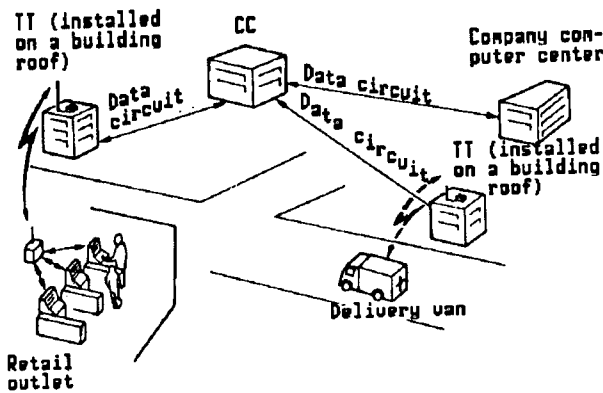 TT (installed
on a building
roof)
CC
Company com-
puter center
Data
circuit
Data circuit
Data circuit
TT (installed
on a building
roof)
Delivery van
Retail
outlet